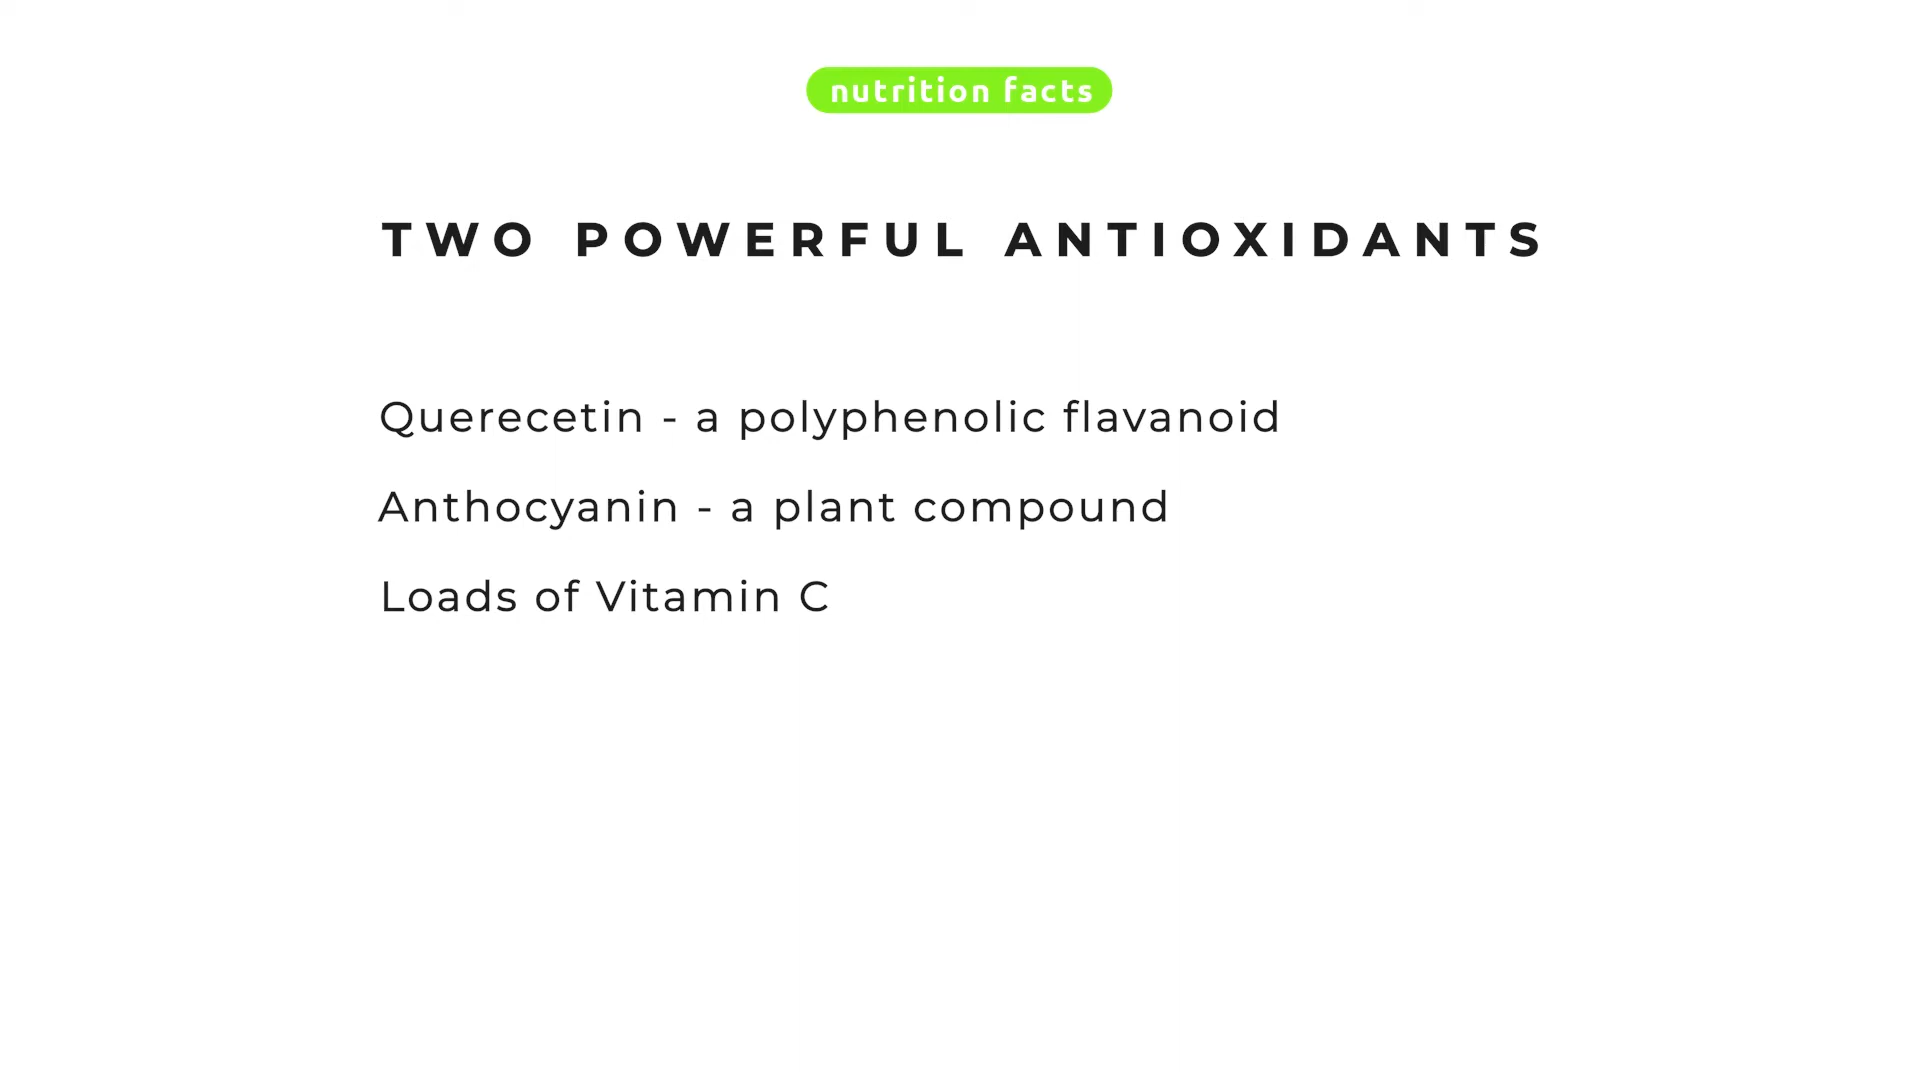 nutrition facts
TWO POWERFUL ANTIOXIDANTS
Querecetin - a polyphenolic flavanoid
Anthocyanin - a plant compound
Loads of Vitamin C